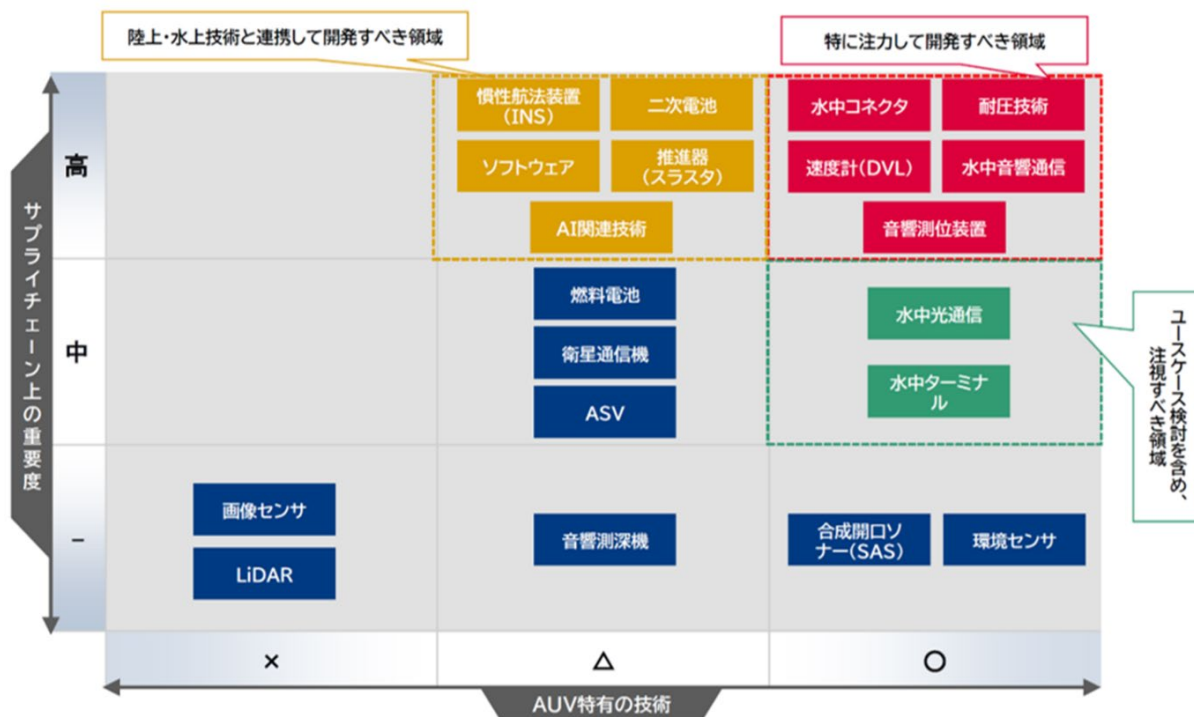 陸上・水上技術と連携して開発すべき領域
特に注力して開発すべき領域
サプライチェーン上の重要度
高
慣性航法装置
(INS)
二次電池
ソフトウェア
推進器
(スラスタ)
AI関連技術
水中コネクタ
耐圧技術
速度計(DVL)
水中音響通信
音響測位装置
中
燃料電池
衛星通信機
ASV
水中光通信
水中ターミナ
ル
ユースケース検討を含め、
注視すべき領域
-
画像センサ
LiDAR
音響測深機
合成開口ソ
ナー(SAS)
環境センサ
×
△
○
AUV特有の技術